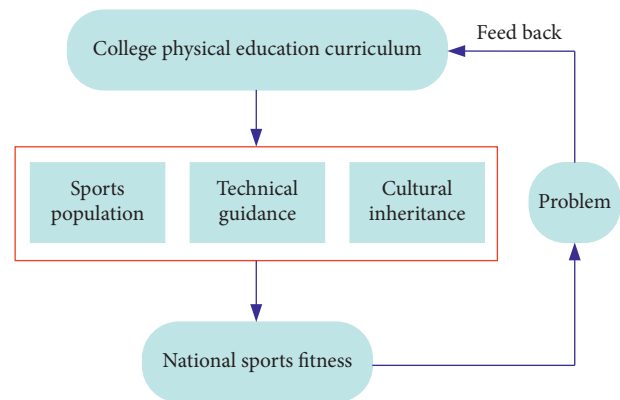 College physical education curriculum
Feed back
Sports
population
Technical
guidance
Cultural
inheritance
Problem
National sports fitness